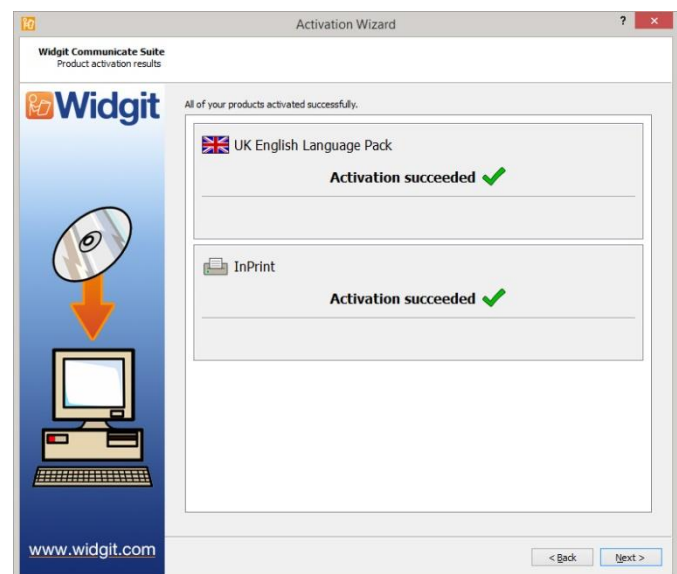 Activation Wizard
?
×
Widgit Communicate Suite
Product activation results
Widgit
All of your products activated successfully.
UK English Language Pack
Activation succeeded
InPrint
Activation succeeded
www.widgit.com
< Back
Next >